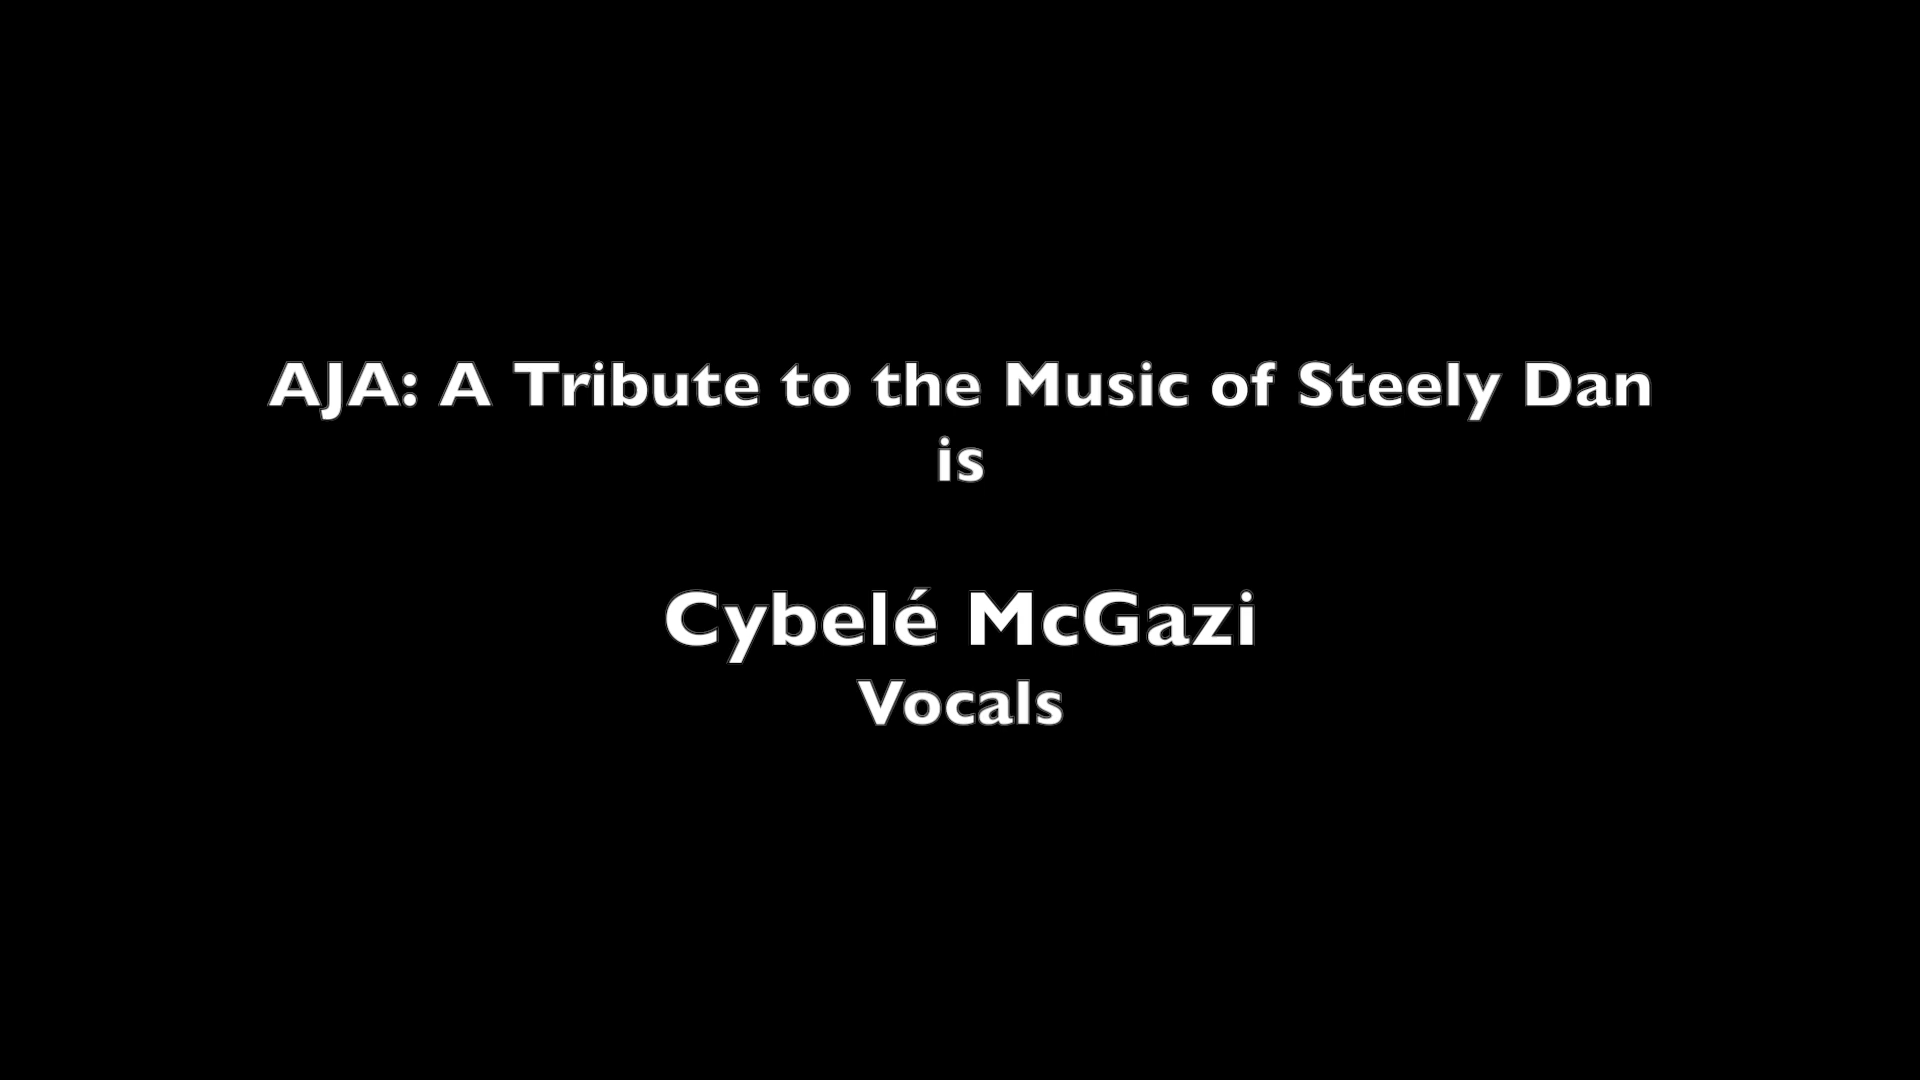 AJA: A Tribute to the Music of Steely Dan
is
Cybelé McGazi
Vocals